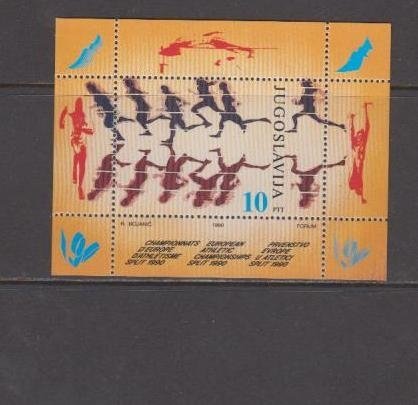 JUGOSLAVIJA
10
PT
R. BOJANIĆ
1990
FORUM
CHAMPIONNATS
D'EUROPE
D'ATHLETISME
SPLIT 1990
EUROPEAN
ATHLETIC
CHAMPIONSHIPS
SPLIT 1990
PRVENSTVO
EVROPE
U ATLETICI
SPLIT 1990